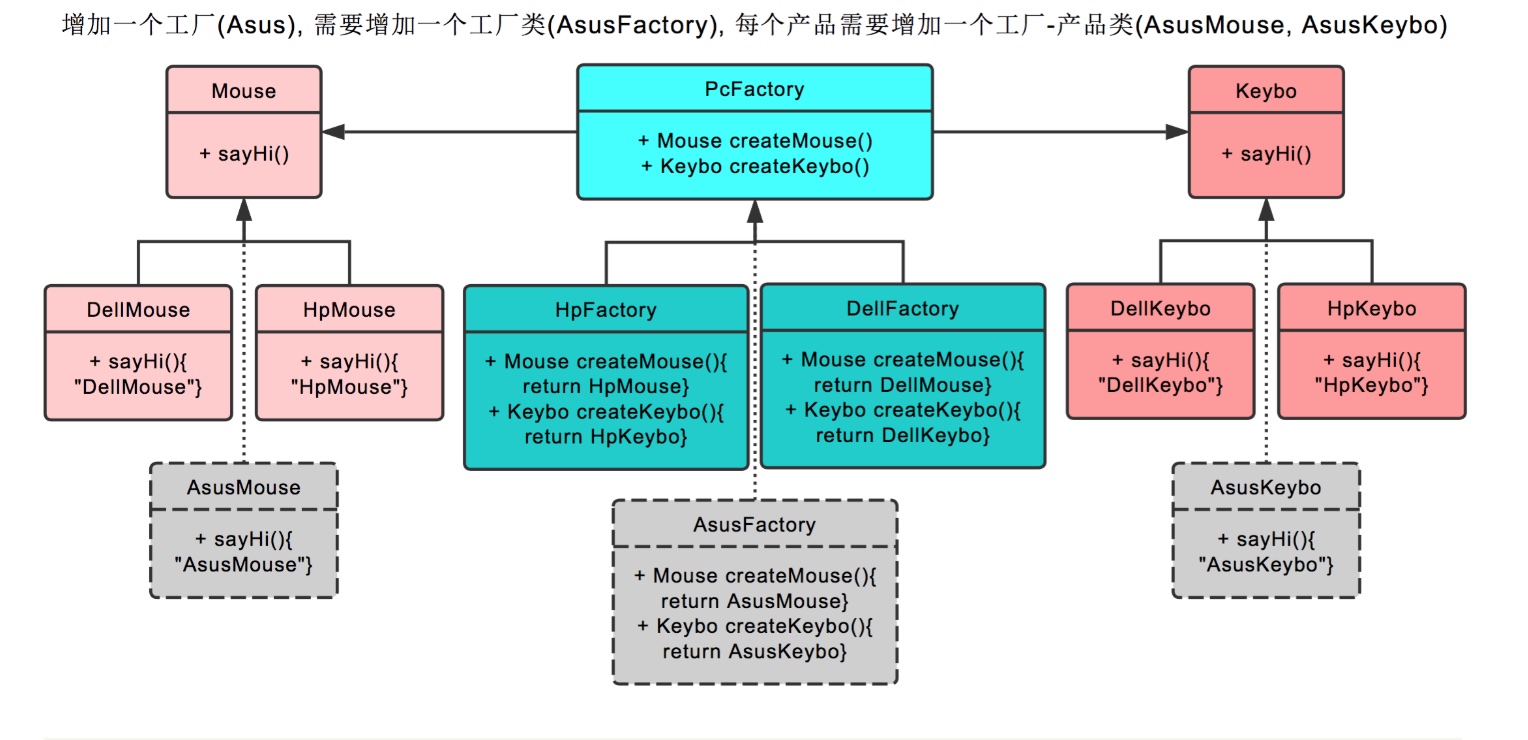 增加一个工厂(Asus), 需要增加一个工厂类(AsusFactory), 每个产品需要增加一个工厂-产品类(AsusMouse, AsusKeybo)
Mouse
+ sayHi()
PcFactory
+ Mouse createMouse()
+ Keybo createKeybo()
Keybo
+ sayHi()
DellMouse
+ sayHi(){
"DellMouse"}
HpMouse
+ sayHi(){
"HpMouse"}
HpFactory
+ Mouse createMouse(){
return HpMouse}
+ Keybo createKeybo(){
return HpKeybo}
DellFactory
+ Mouse createMouse(){
return DellMouse}
+ Keybo createKeybo(){
return DellKeybo}
DellKeybo
+ sayHi(){
"DellKeybo"}
HpKeybo
+ sayHi(){
"HpKeybo"}
AsusMouse
+ sayHi(){
"AsusMouse"}
AsusFactory
+ Mouse createMouse(){
return AsusMouse}
+ Keybo createKeybo(){
return AsusKeybo}
AsusKeybo
+ sayHi(){
"AsusKeybo"}